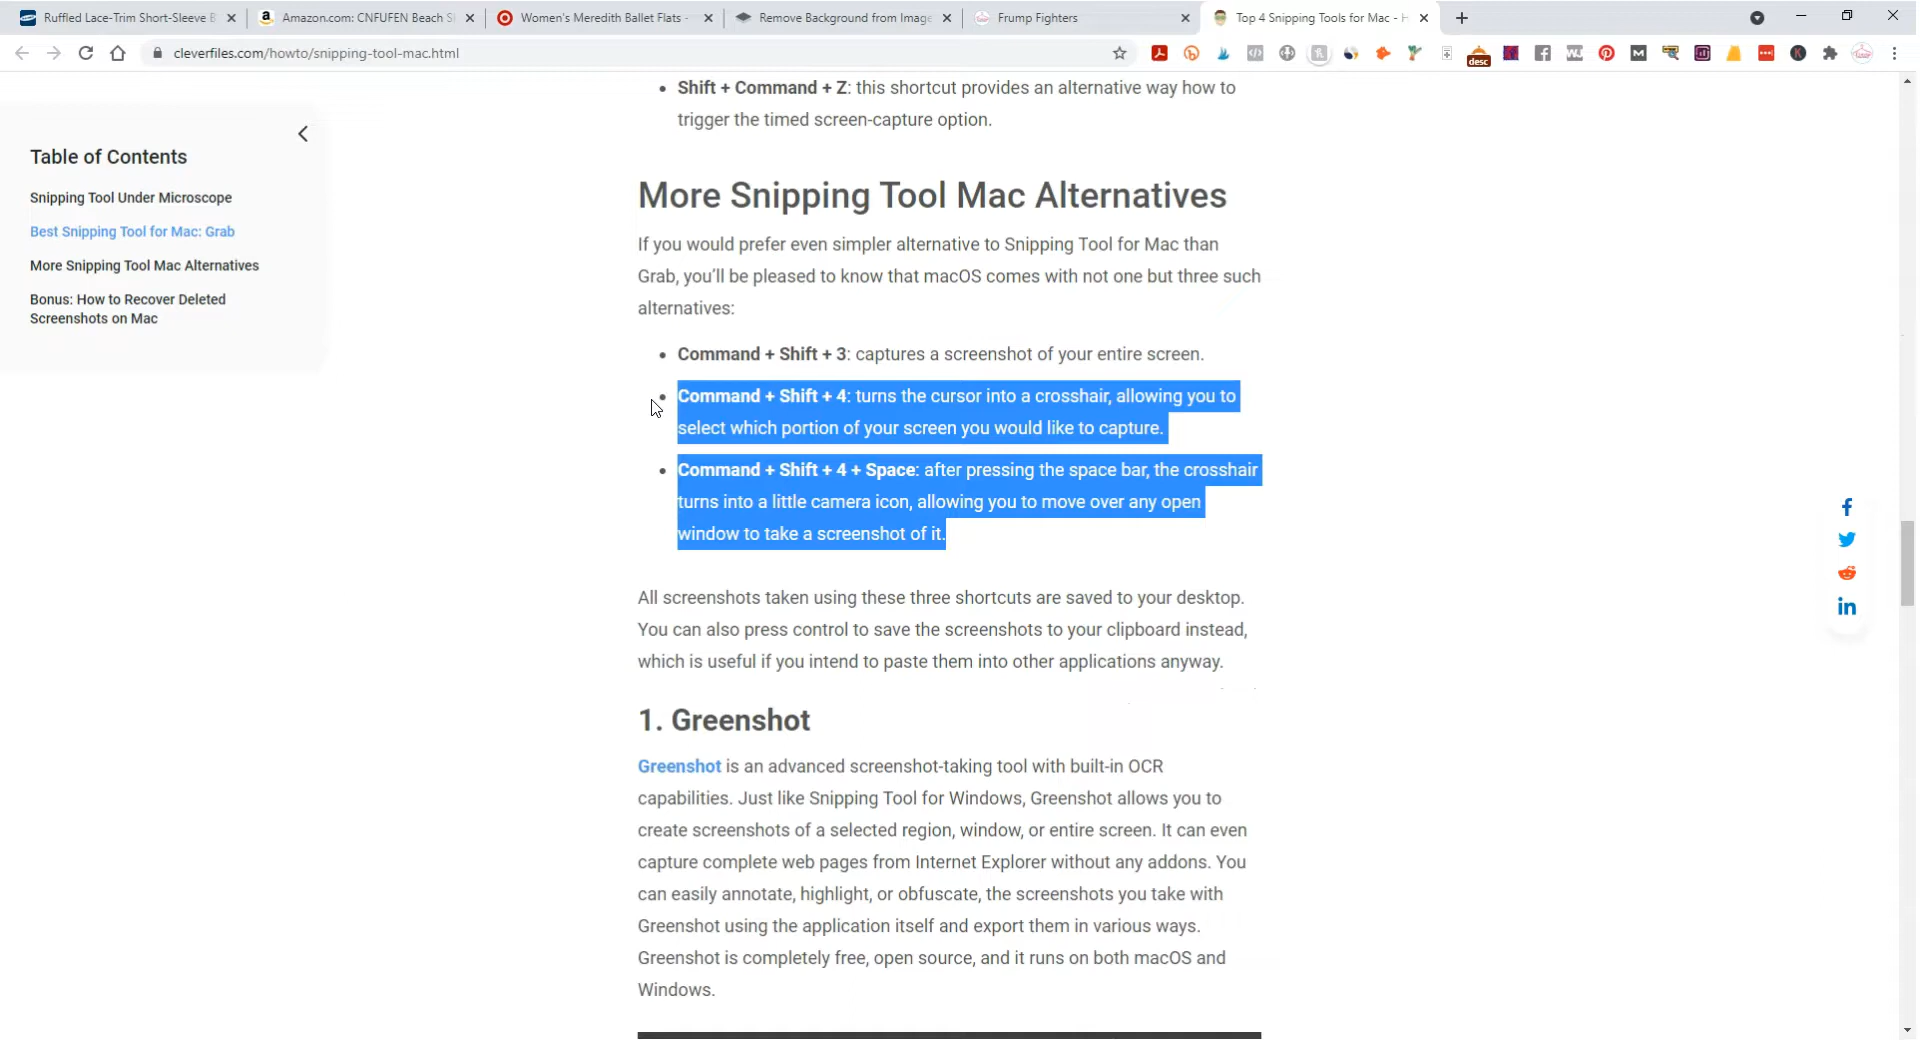 Ruffled Lace-Trim Short-Sleeve B
Amazon.com: CNFUFEN Beach S
Women's Meredith Ballet Flats -
Remove Background from Image
Frump Fighters
Top 4 Snipping Tools for Mac - H
cleverfiles.com/howto/snipping-tool-mac.html
desc
Shift + Command + Z: this shortcut provides an alternative way how to
trigger the timed screen-capture option.
Table of Contents
Snipping Tool Under Microscope
Best Snipping Tool for Mac: Grab
More Snipping Tool Mac Alternatives
Bonus: How to Recover Deleted
Screenshots on Mac
More Snipping Tool Mac Alternatives
If you would prefer even simpler alternative to Snipping Tool for Mac than
Grab, you’ll be pleased to know that macOS comes with not one but three such
alternatives:
Command + Shift + 3: captures a screenshot of your entire screen.
Command + Shift + 4: turns the cursor into a crosshair, allowing you to
select which portion of your screen you would like to capture.
Command + Shift + 4 + Space: after pressing the space bar, the crosshair
turns into a little camera icon, allowing you to move over any open
window to take a screenshot of it.
All screenshots taken using these three shortcuts are saved to your desktop.
You can also press control to save the screenshots to your clipboard instead,
which is useful if you intend to paste them into other applications anyway.
1. Greenshot
Greenshot is an advanced screenshot-taking tool with built-in OCR
capabilities. Just like Snipping Tool for Windows, Greenshot allows you to
create screenshots of a selected region, window, or entire screen. It can even
capture complete web pages from Internet Explorer without any addons. You
can easily annotate, highlight, or obfuscate, the screenshots you take with
Greenshot using the application itself and export them in various ways.
Greenshot is completely free, open source, and it runs on both macOS and
Windows.